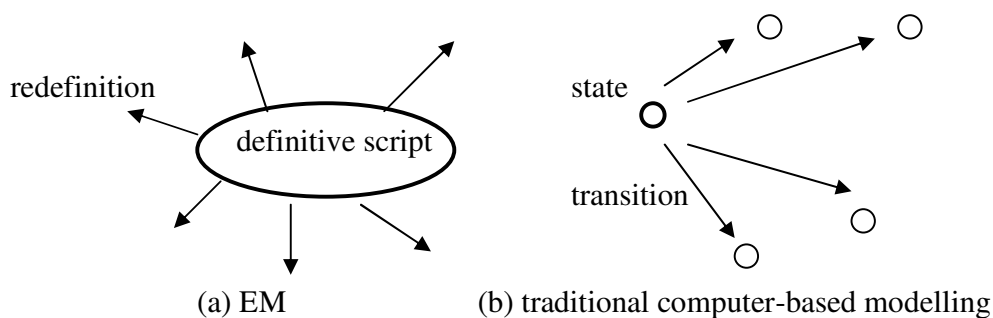 redefinition
definitive script
(a) EM
state
transition
(b) traditional computer-based modelling